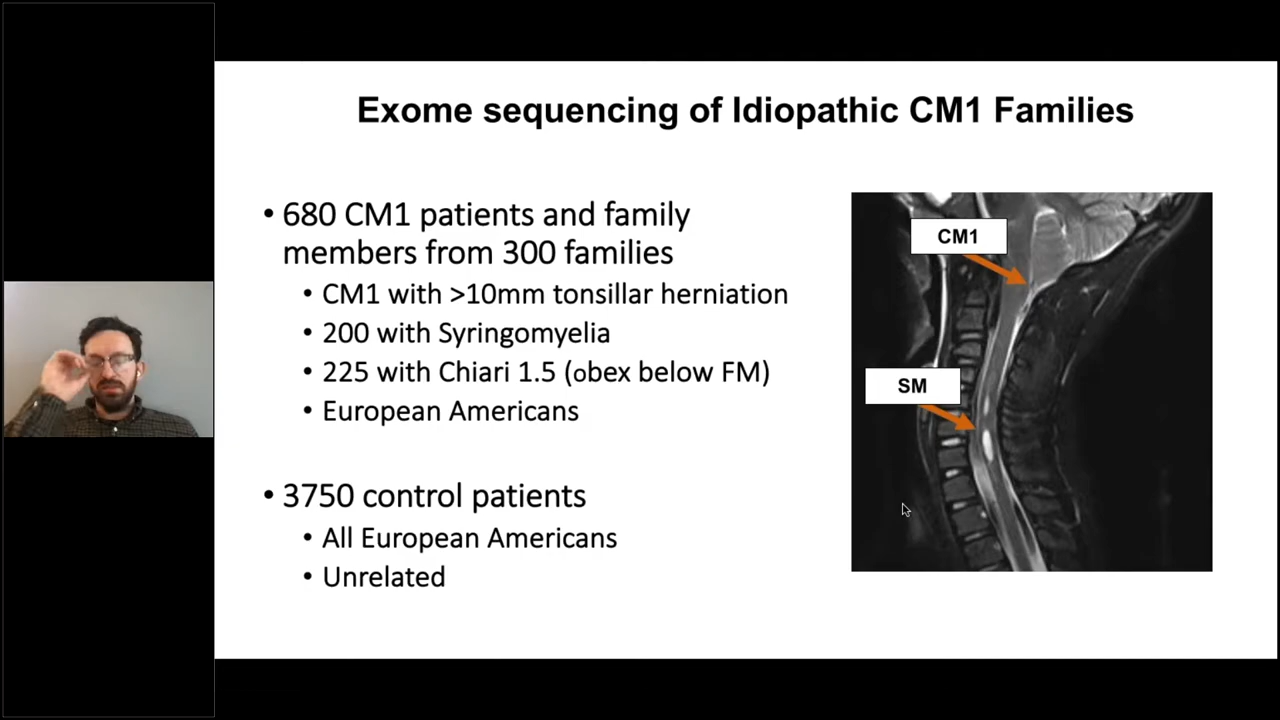 Exome sequencing of Idiopathic CM1 Families
• 680 CM1 patients and family
members from 300 families
• CM1 with >10mm tonsillar herniation
• 200 with Syringomyelia
• 225 with Chiari 1.5 (obex below FM)
• European Americans
• 3750 control patients
• All European Americans
• Unrelated
CM1
SM